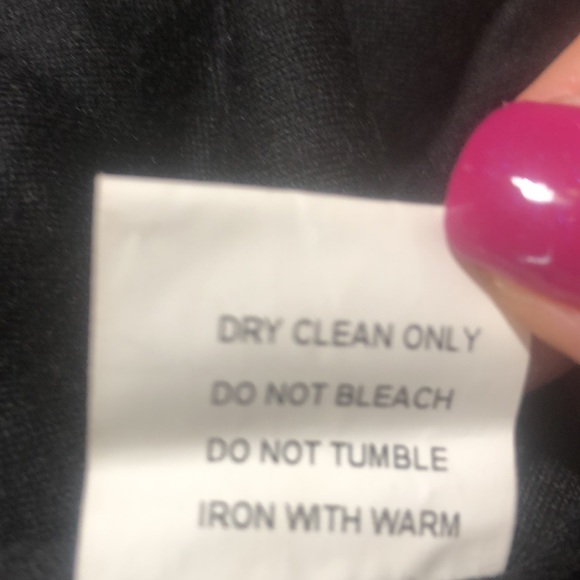 DRY CLEAN ONLY
DO NOT BLEACH
DO NOT TUMBLE
IRON WITH WARM